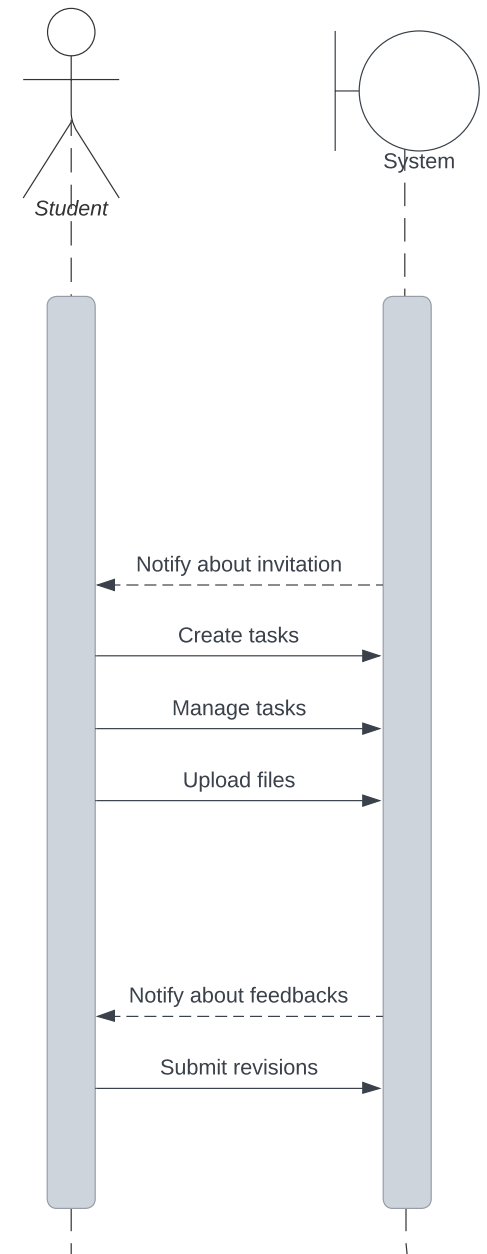 System
Student
Notify about invitation
Create tasks
Manage tasks
Upload files
Notify about feedbacks
Submit revisions